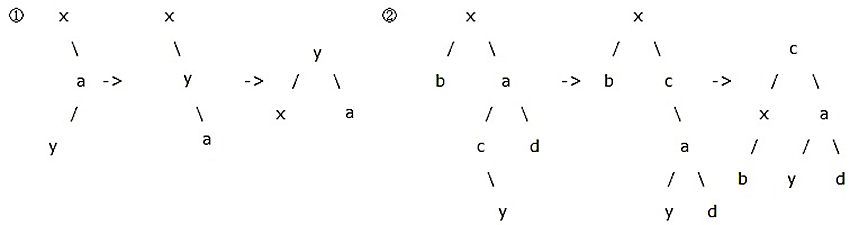 ① x x ② x x
\ \ y / \ / \ c
a -> y -> / \ b a -> b c -> / \
/ \ x a / \ \ x a
y a c d a / / \
\ / \ b y d
y y d